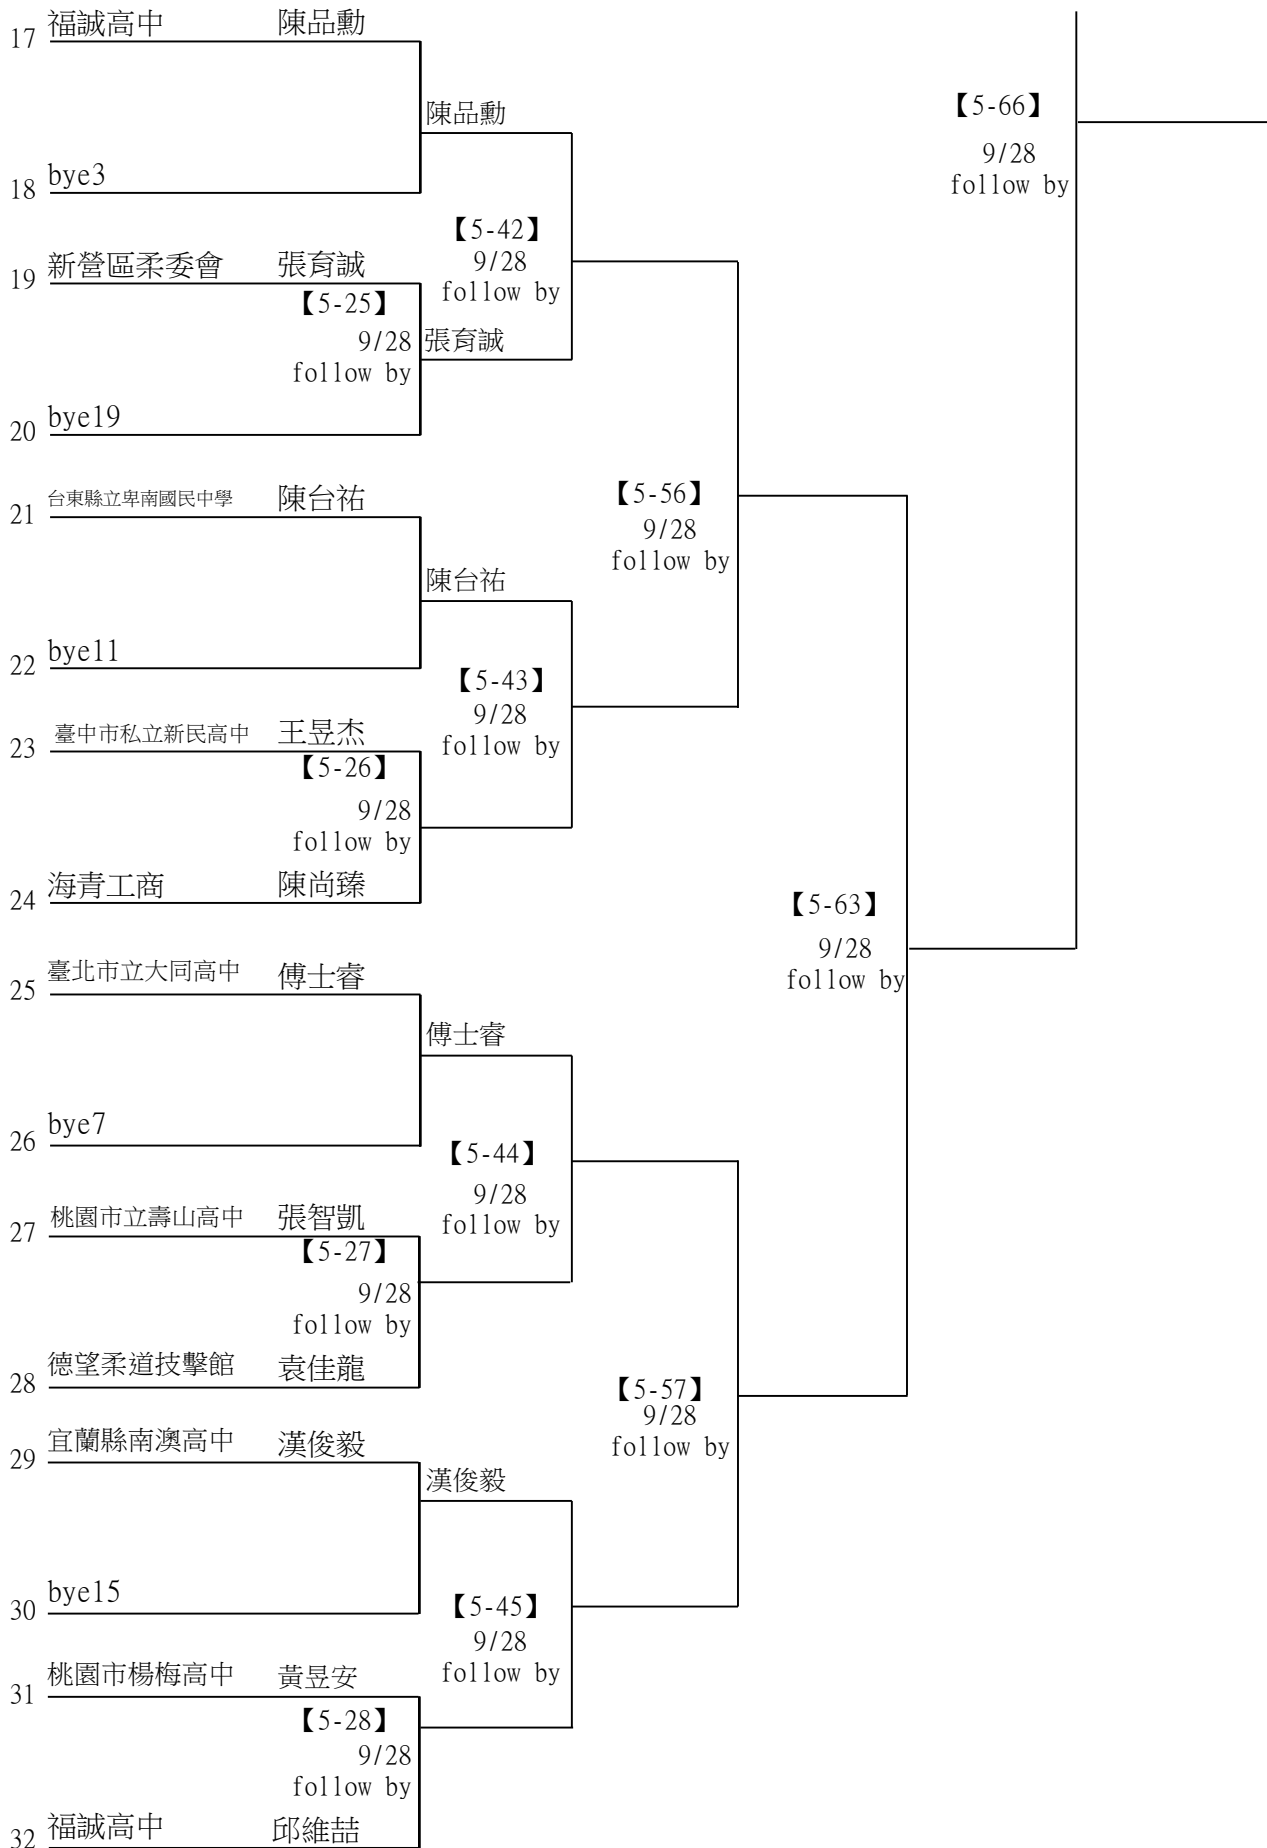 17 福誠高中 陳品勳
陳品勳
【5-66】
9/28
follow by
18 bye3
【5-42】
9/28
follow by
19 新營區柔委會 張育誠
【5-25】
9/28
follow by
張育誠
20 bye19
21 台東縣立卑南國民中學 陳台祐
【5-56】
9/28
follow by
陳台祐
22 bye11
【5-43】
9/28
follow by
23 臺中市私立新民高中 王昱杰
【5-26】
9/28
follow by
24 海青工商 陳尚臻
【5-63】
9/28
follow by
25 臺北市立大同高中 傅士睿
傅士睿
26 bye7
【5-44】
9/28
follow by
27 桃園市立壽山高中 張智凱
【5-27】
9/28
follow by
28 德望柔道技擊館 袁佳龍
【5-57】
9/28
follow by
29 宜蘭縣南澳高中 漢俊毅
漢俊毅
30 bye15
【5-45】
9/28
follow by
31 桃園市楊梅高中 黃昱安
【5-28】
9/28
follow by
32 福誠高中 邱維喆